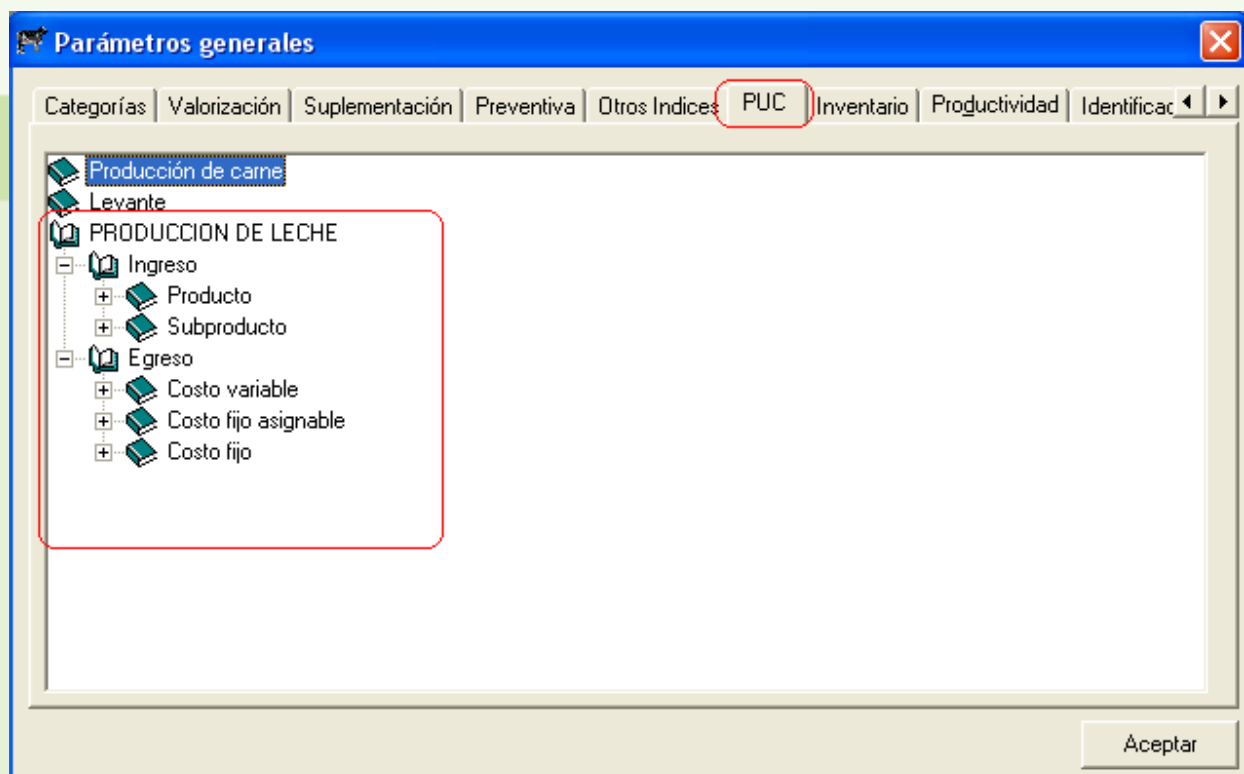 Parámetros generales
Categorías Valorización Suplementación Preventiva Otros Indices PUC Inventario Productividad Identificac
Producción de carne
Levante
PRODUCCION DE LECHE
Ingreso
Producto
Subproducto
Egreso
Costo variable
Costo fijo asignable
Costo fijo
Aceptar